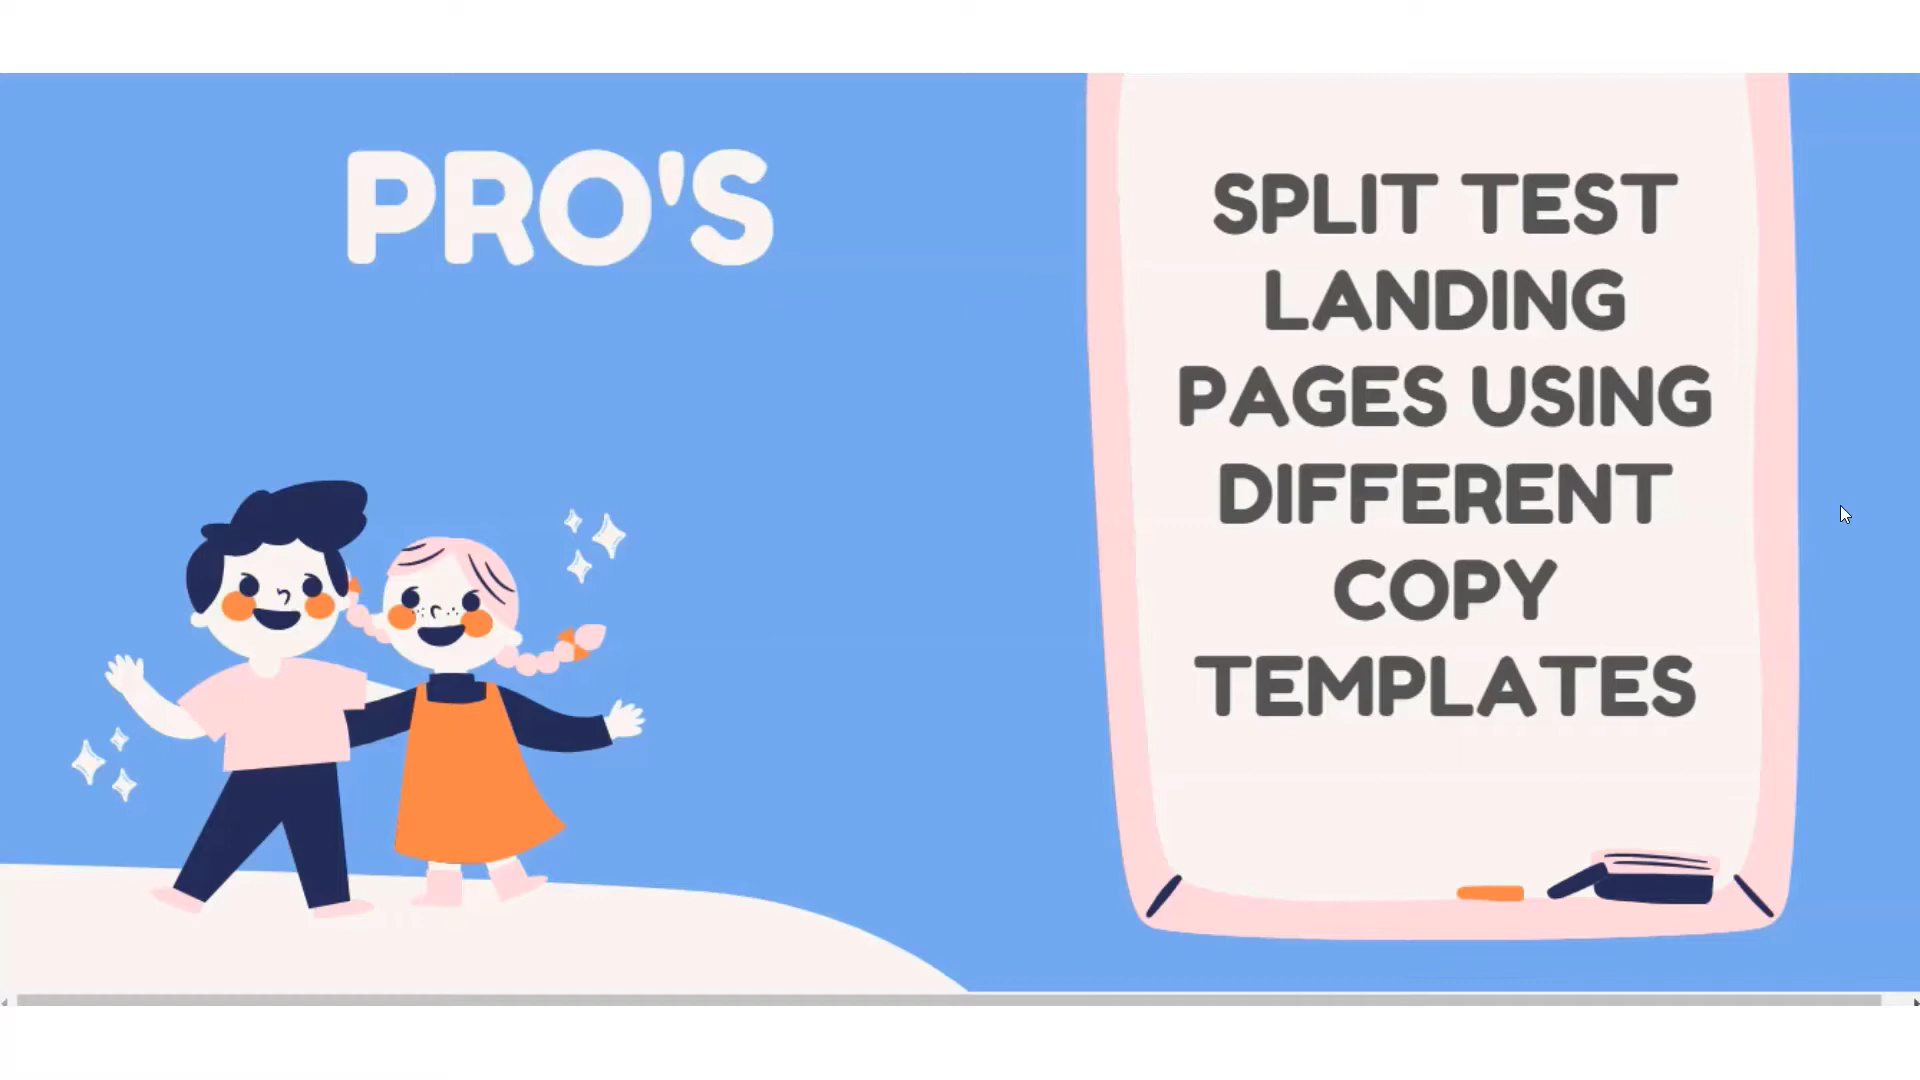 PRO'S
SPLIT TEST
LANDING
PAGES USING
DIFFERENT
COPY
TEMPLATES